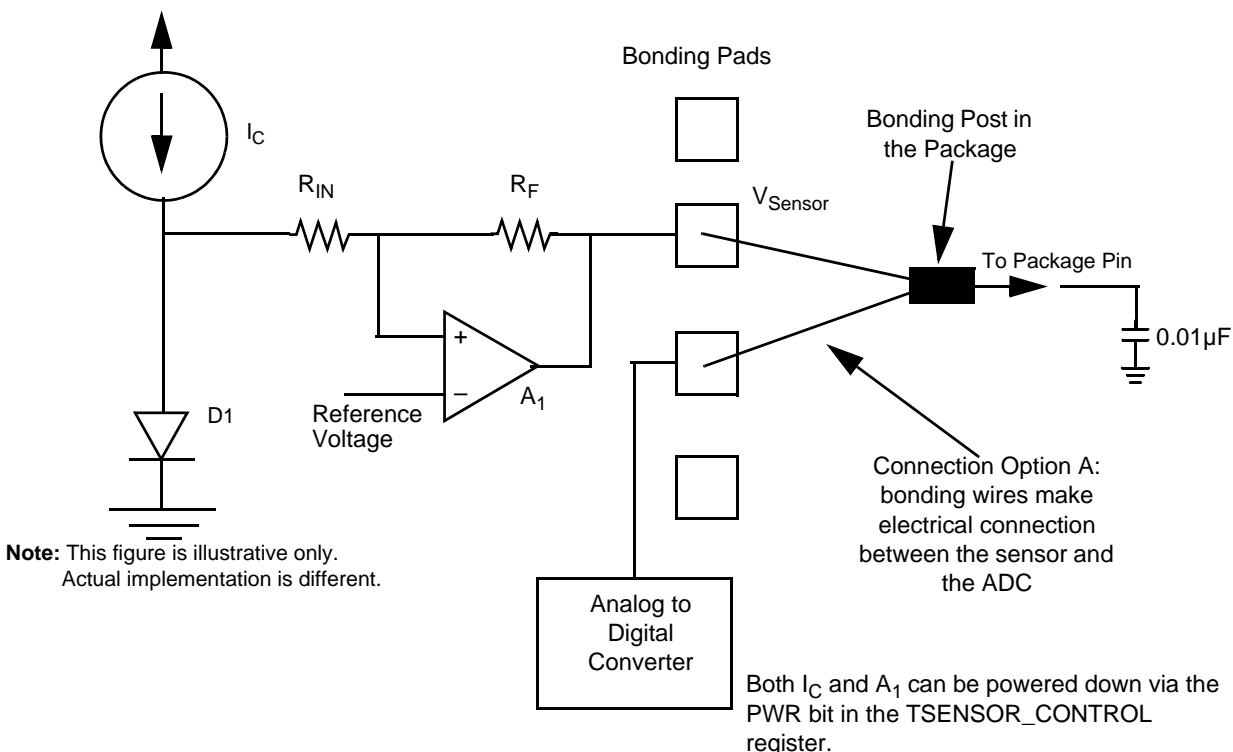 Bonding Pads
I_C
Bonding Post in
the Package
R_IN
R_F
V_Sensor
To Package Pin
0.01µF
+
–
A_1
Reference
Voltage
D1
Connection Option A:
bonding wires make
electrical connection
between the sensor and
the ADC
Note: This figure is illustrative only.
Actual implementation is different.
Analog to
Digital
Converter
Both I_C and A_1 can be powered down via the
PWR bit in the TSENSOR_CONTROL
register.